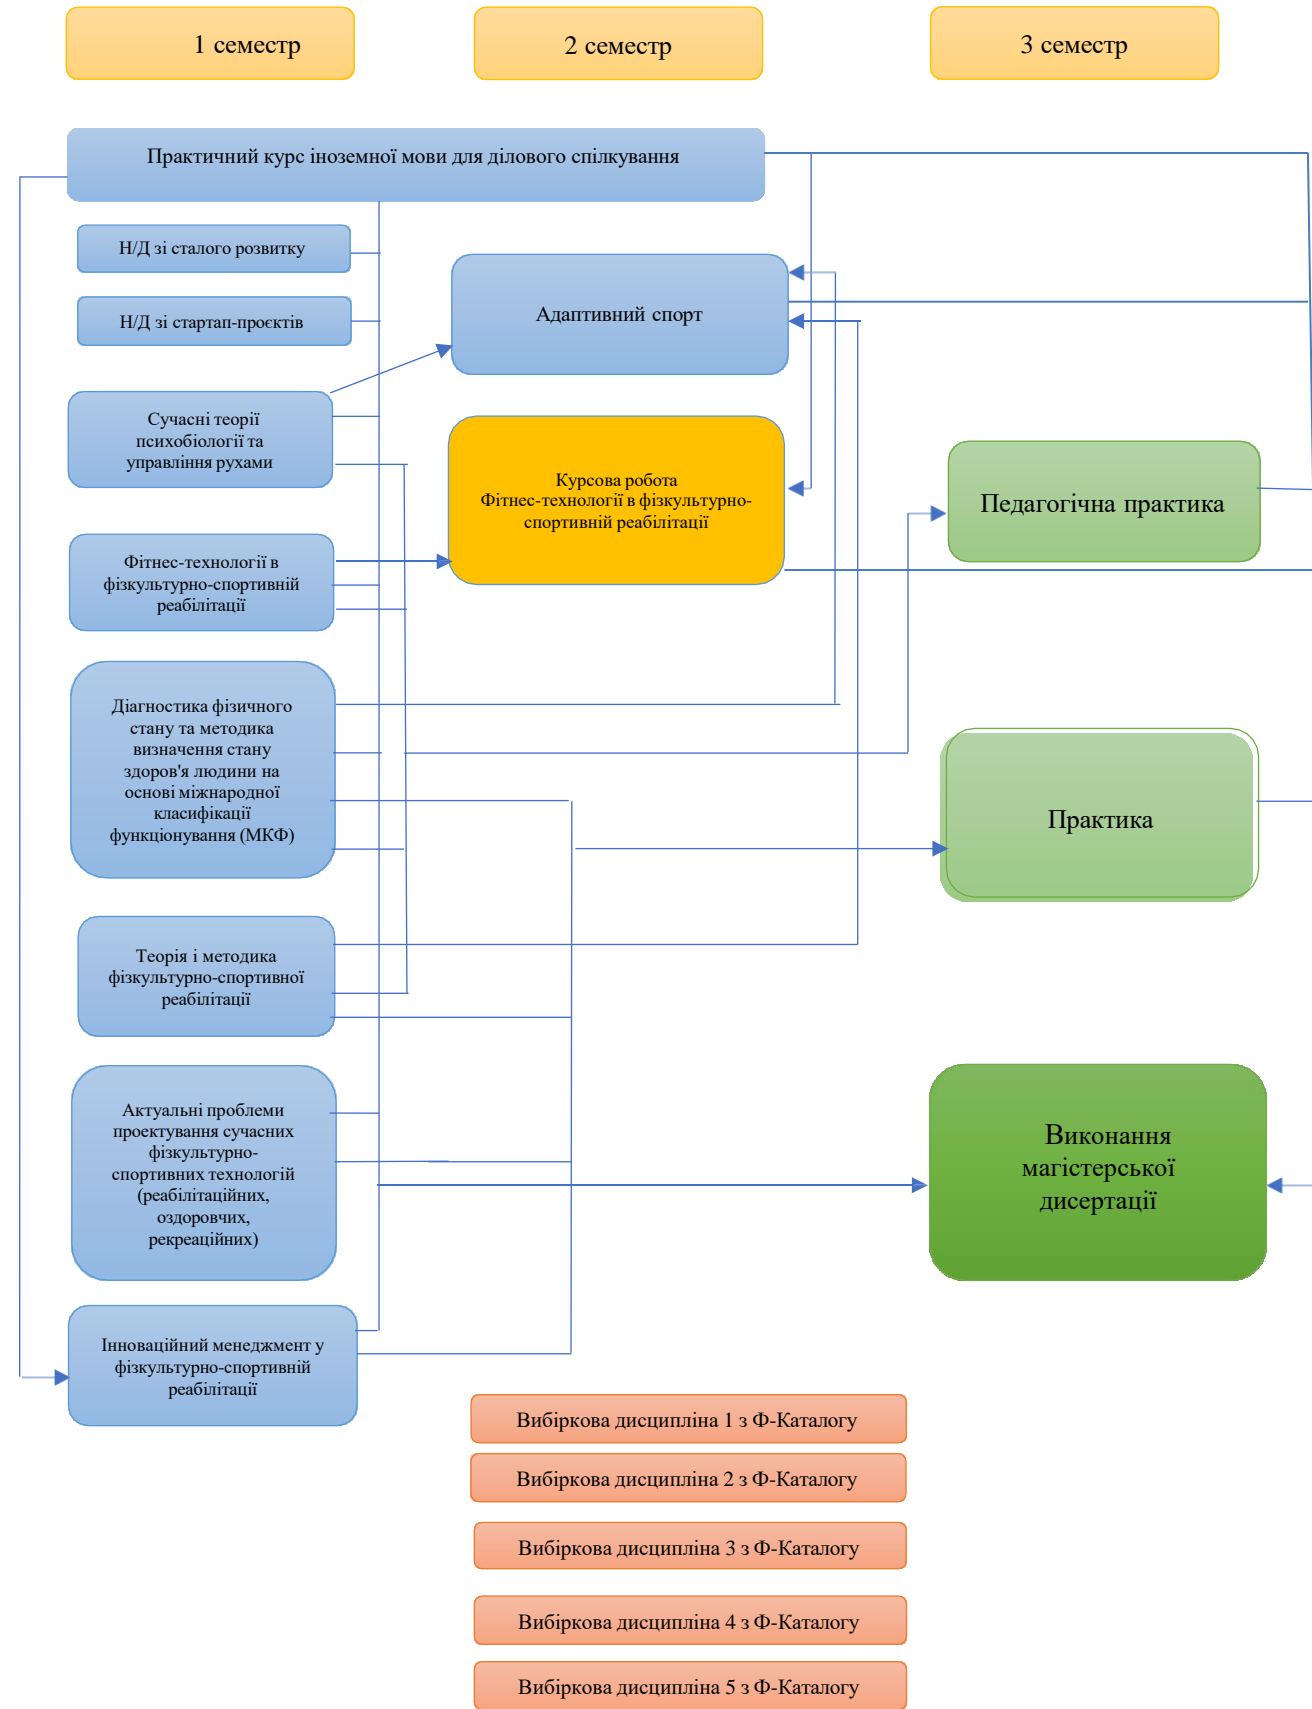 1 семестр
2 семестр
3 семестр
Практичний курс іноземної мови для ділового спілкування
Н/Д зі сталого розвитку
Н/Д зі стартап-проєктів
Адаптивний спорт
Сучасні теорії
психобіології та
управління рухами
Курсова робота
Фітнес-технології в фізкультурно-
спортивній реабілітації
Педагогічна практика
Фітнес-технології в
фізкультурно-спортивній
реабілітації
Діагностика фізичного
стану та методика
визначення стану
здоров'я людини на
основі міжнародної
класифікації
функціонування (МКФ)
Практика
Теорія і методика
фізкультурно-спортивної
реабілітації
Актуальні проблеми
проектування сучасних
фізкультурно-
спортивних технологій
(реабілітаційних,
оздоровчих,
рекреаційних)
Виконання
магістерської
дисертації
Інноваційний менеджмент у
фізкультурно-спортивній
реабілітації
Вибіркова дисципліна 1 з Ф-Каталогу
Вибіркова дисципліна 2 з Ф-Каталогу
Вибіркова дисципліна 3 з Ф-Каталогу
Вибіркова дисципліна 4 з Ф-Каталогу
Вибіркова дисципліна 5 з Ф-Каталогу